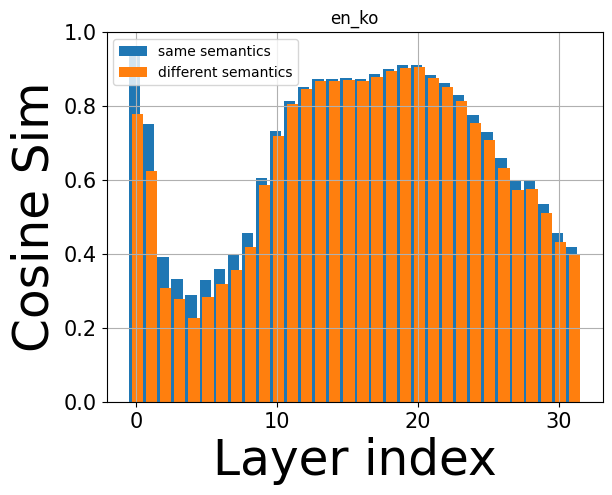 en_ko
same semantics
different semantics
Cosine Sim
1.0
0.8
0.6
0.4
0.2
0.0
0 10 20 30
Layer index